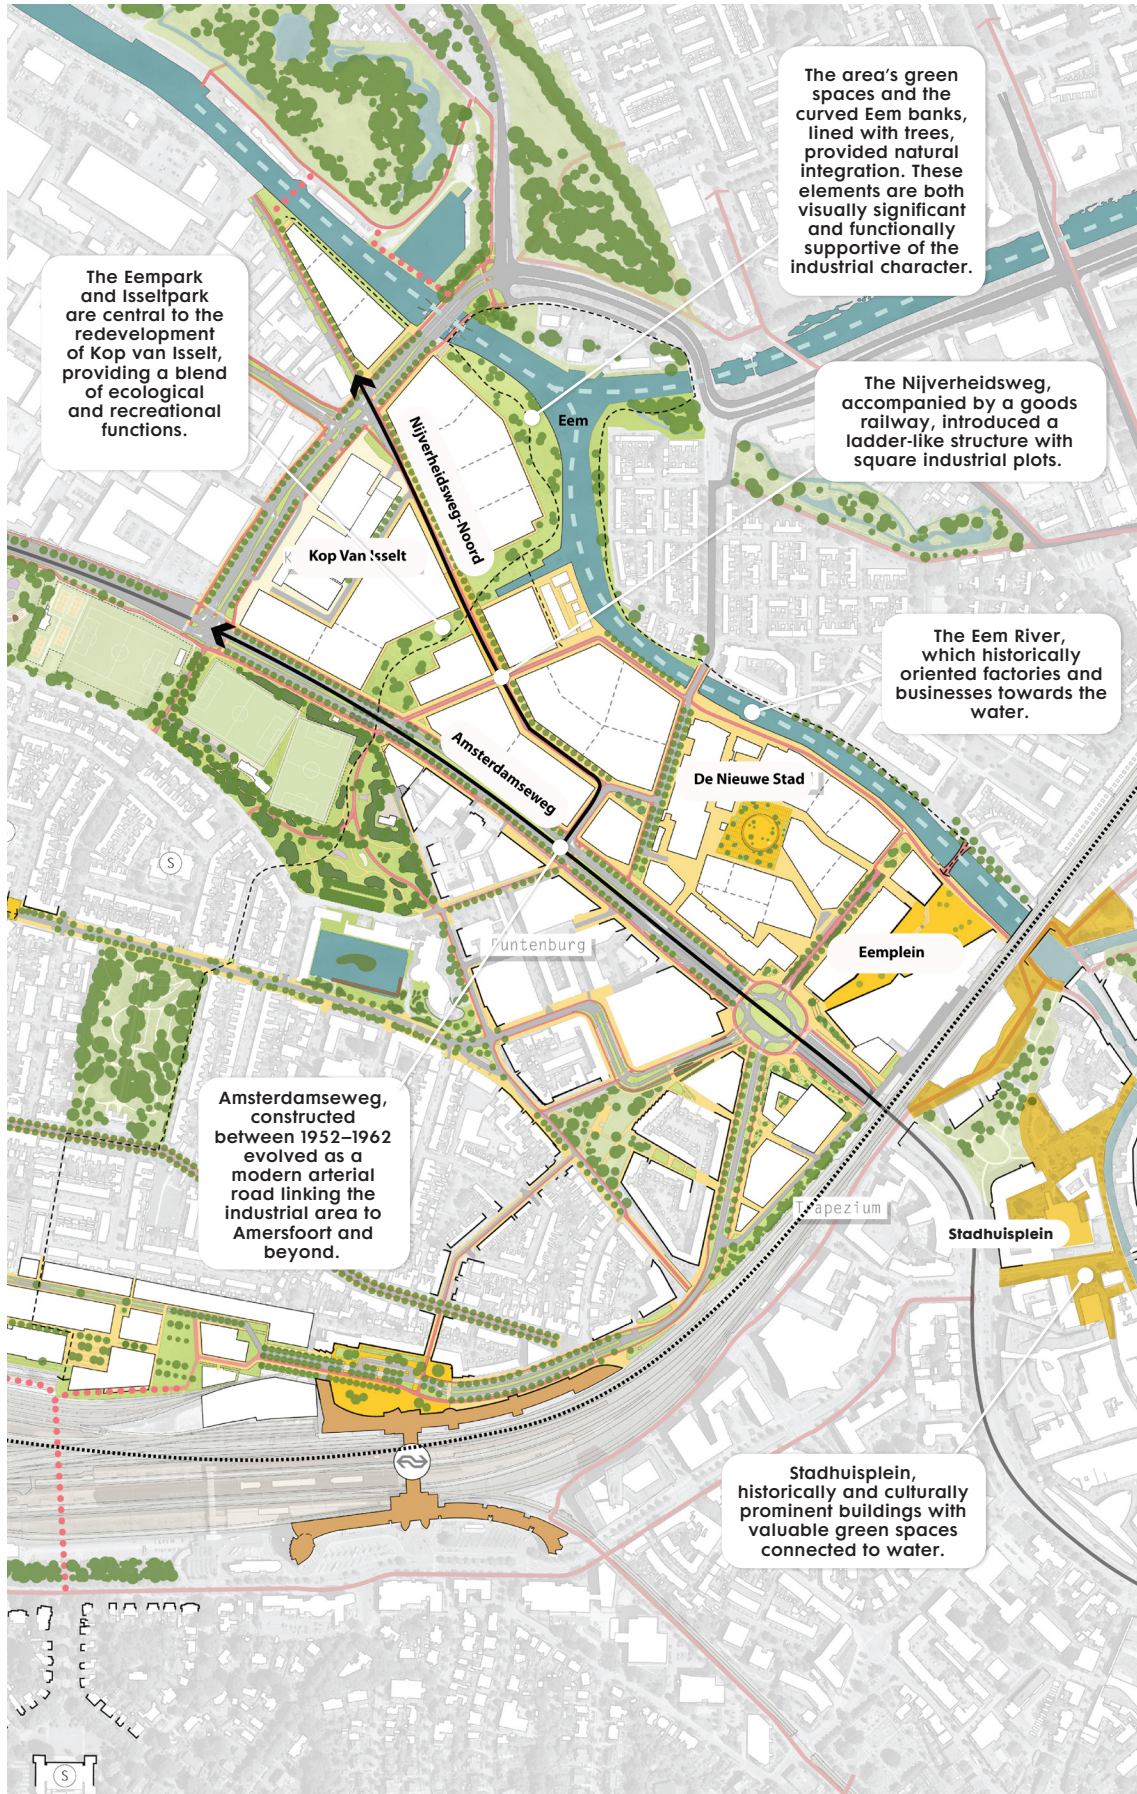 The area's green
spaces and the
curved Eem banks,
lined with trees,
provided natural
integration. These
elements are both
visually significant
and functionally
supportive of the
industrial character.
The Eempark
and Isseltpark
are central to the
redevelopment
of Kop van Isselt,
providing a blend
of ecological
and recreational
functions.
The Nijverheidsweg,
accompanied by a goods
railway, introduced a
ladder-like structure with
square industrial plots.
Eem
Nijverheidsweg-Noord
Kop Van Isselt
The Eem River,
which historically
oriented factories and
businesses towards the
water.
Amsterdamseweg
De Nieuwe Stad
S
Eemplein
Amsterdamseweg,
constructed
between 1952–1962
evolved as a
modern arterial
road linking the
industrial area to
Amersfoort and
beyond.
Stadhuisplein
Stadhuisplein,
historically and culturally
prominent buildings with
valuable green spaces
connected to water.
S